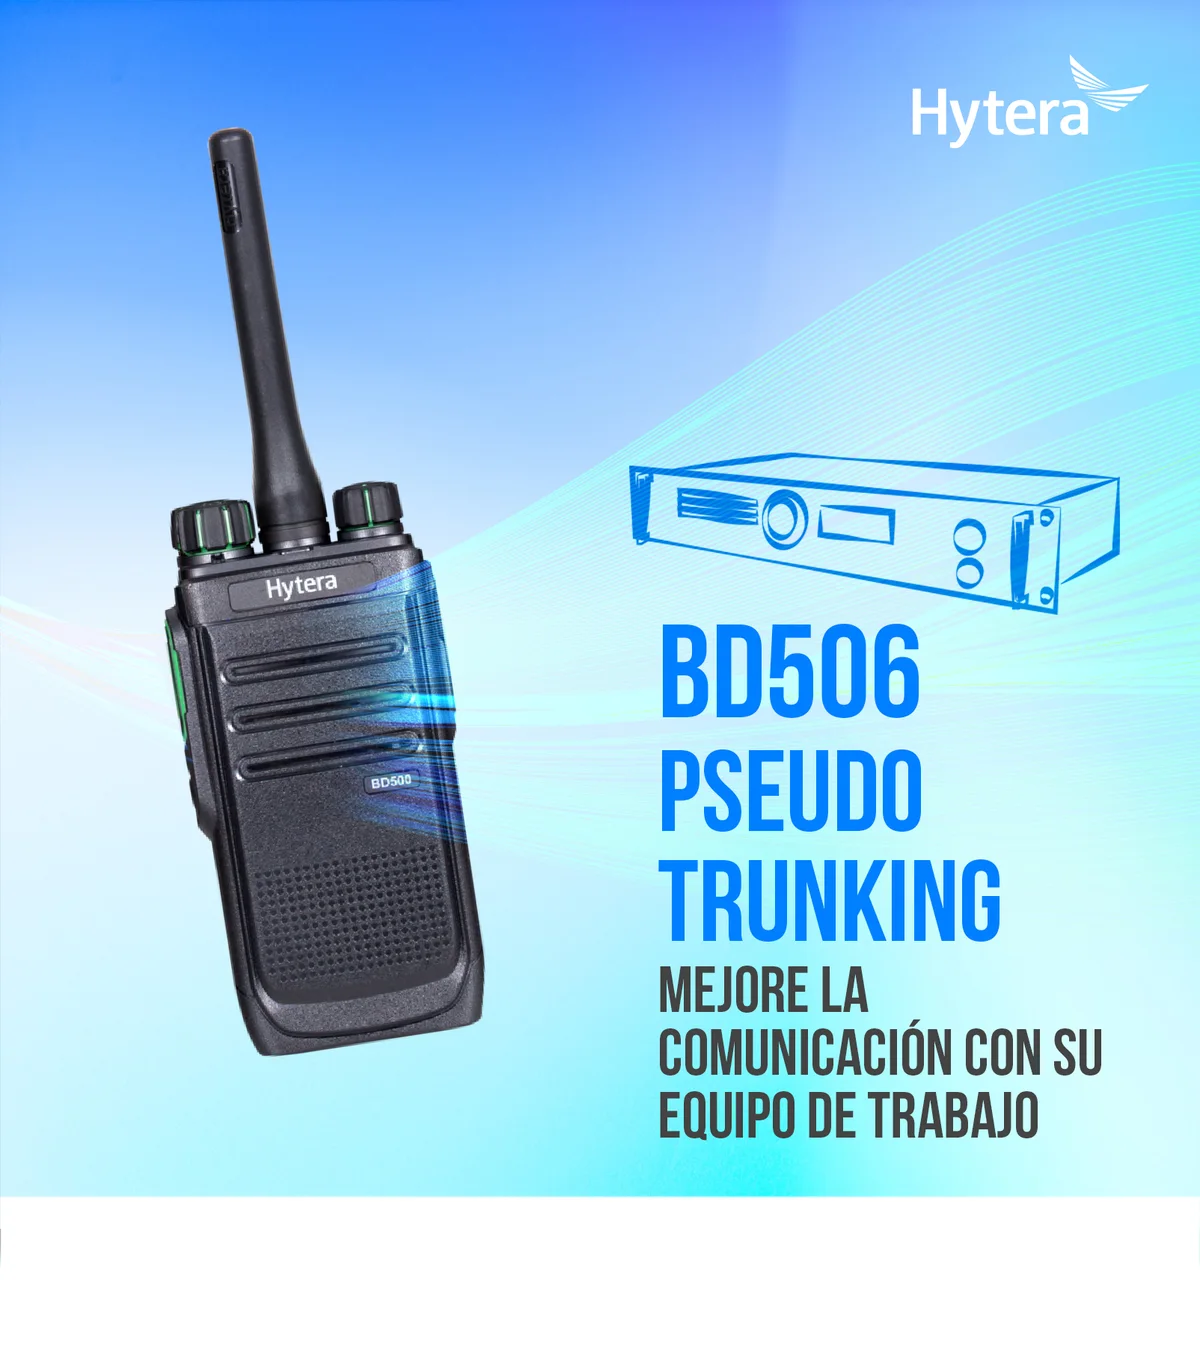 Hytera
Hytera
BD500
BD506
PSEUDO
TRUNKING
MEJORE LA
COMUNICACIÓN CON SU
EQUIPO DE TRABAJO